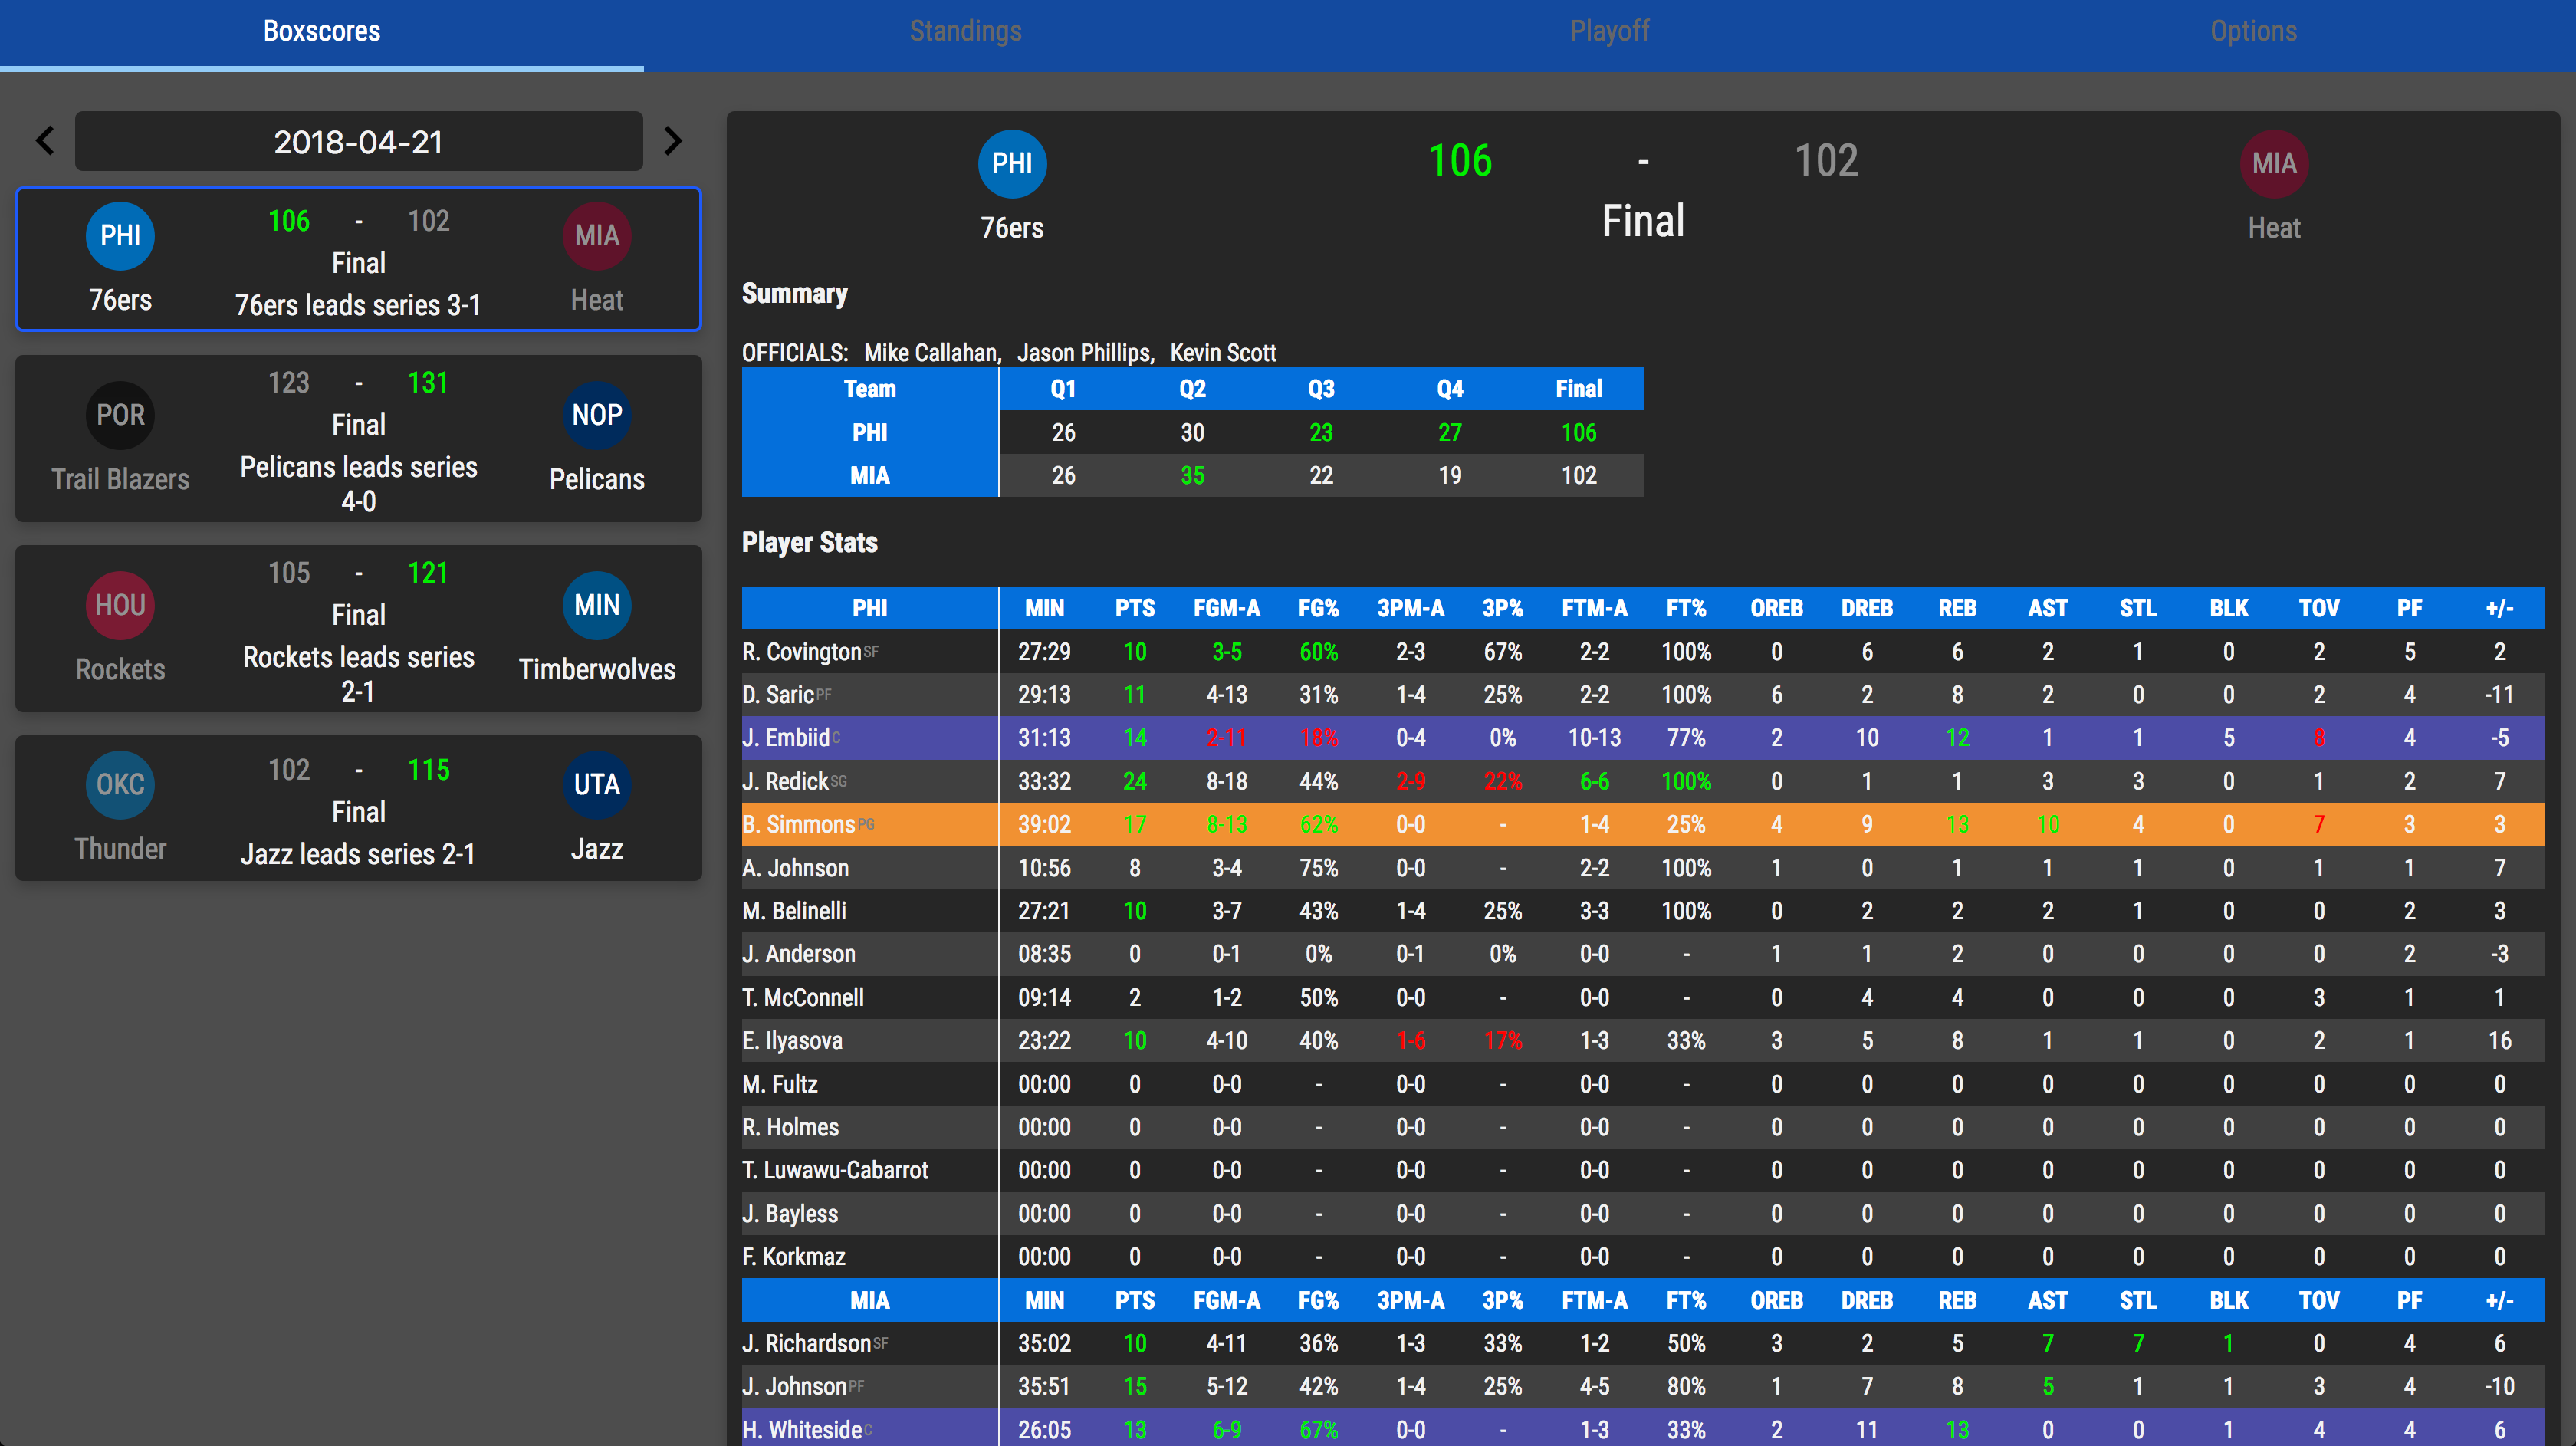 Boxscores Standings Playoff Options
2018-04-21
PHI 106 - 102 MIA
Final
76ers 76ers leads series 3-1 Heat
123 - 131
POR Final NOP
Trail Blazers Pelicans leads series Pelicans
4-0
105 - 121
HOU Final MIN
Rockets Rockets leads series Timberwolves
2-1
OKC 102 - 115 UTA
Final
Thunder Jazz leads series 2-1 Jazz
PHI 106 - 102 MIA
76ers Final Heat
Summary
OFFICIALS: Mike Callahan, Jason Phillips, Kevin Scott
Team Q1 Q2 Q3 Q4 Final
PHI 26 30 23 27 106
MIA 26 35 22 19 102
Player Stats
PHI MIN PTS FGM-A FG% 3PM-A 3P% FTM-A FT% OREB DREB REB AST STL BLK TOV PF +/-
R. Covington SF 27:29 10 3-5 60% 2-3 67% 2-2 100% 0 6 6 2 1 0 2 5 2
D. Saric PF 29:13 11 4-13 31% 1-4 25% 2-2 100% 6 2 8 2 0 0 2 4 -11
J. Embiid C 31:13 14 2-11 18% 0-4 0% 10-13 77% 2 10 12 1 1 5 8 4 -5
J. Redick SG 33:32 24 8-18 44% 2-9 22% 6-6 100% 0 1 1 3 3 0 1 2 7
B. Simmons PG 39:02 17 8-13 62% 0-0 - 1-4 25% 4 9 13 10 4 0 7 3 3
A. Johnson 10:56 8 3-4 75% 0-0 - 2-2 100% 1 0 1 1 1 0 1 1 7
M. Belinelli 27:21 10 3-7 43% 1-4 25% 3-3 100% 0 2 2 2 1 0 0 2 3
J. Anderson 08:35 0 0-1 0% 0-1 0% 0-0 - 1 1 2 0 0 0 0 2 -3
T. McConnell 09:14 2 1-2 50% 0-0 - 0-0 - 0 4 4 0 0 0 3 1 1
E. Ilyasova 23:22 10 4-10 40% 1-6 17% 1-3 33% 3 5 8 1 1 0 2 1 16
M. Fultz 00:00 0 0-0 - 0-0 - 0-0 - 0 0 0 0 0 0 0 0 0
R. Holmes 00:00 0 0-0 - 0-0 - 0-0 - 0 0 0 0 0 0 0 0 0
T. Luwawu-Cabarrot 00:00 0 0-0 - 0-0 - 0-0 - 0 0 0 0 0 0 0 0 0
J. Bayless 00:00 0 0-0 - 0-0 - 0-0 - 0 0 0 0 0 0 0 0 0
F. Korkmaz 00:00 0 0-0 - 0-0 - 0-0 - 0 0 0 0 0 0 0 0 0
MIA MIN PTS FGM-A FG% 3PM-A 3P% FTM-A FT% OREB DREB REB AST STL BLK TOV PF +/-
J. Richardson SF 35:02 10 4-11 36% 1-3 33% 1-2 50% 3 2 5 7 7 1 0 4 6
J. Johnson PF 35:51 15 5-12 42% 1-4 25% 4-5 80% 1 7 8 5 1 1 3 4 -10
H. Whiteside C 26:05 13 6-9 67% 0-0 - 1-3 33% 2 11 13 0 0 1 4 4 6